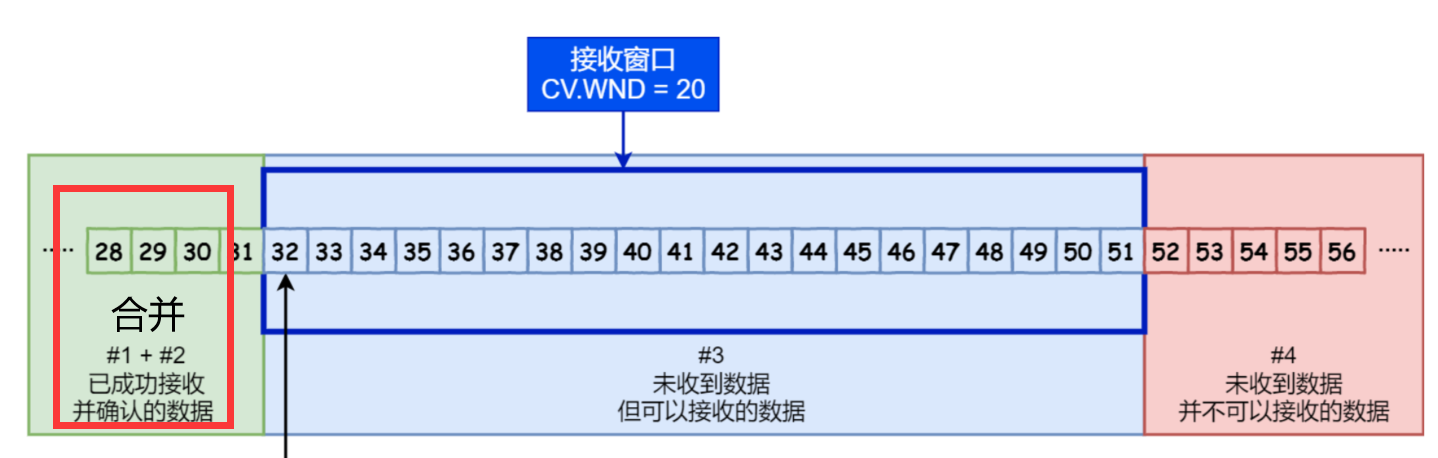 接收窗口
CV.WND = 20
..... 28 29 30 31 32 33 34 35 36 37 38 39 40 41 42 43 44 45 46 47 48 49 50 51 52 53 54 55 56 .....
合并
#1 + #2
已成功接收
并确认的数据
#3
未收到数据
但可以接收的数据
#4
未收到数据
并不可以接收的数据